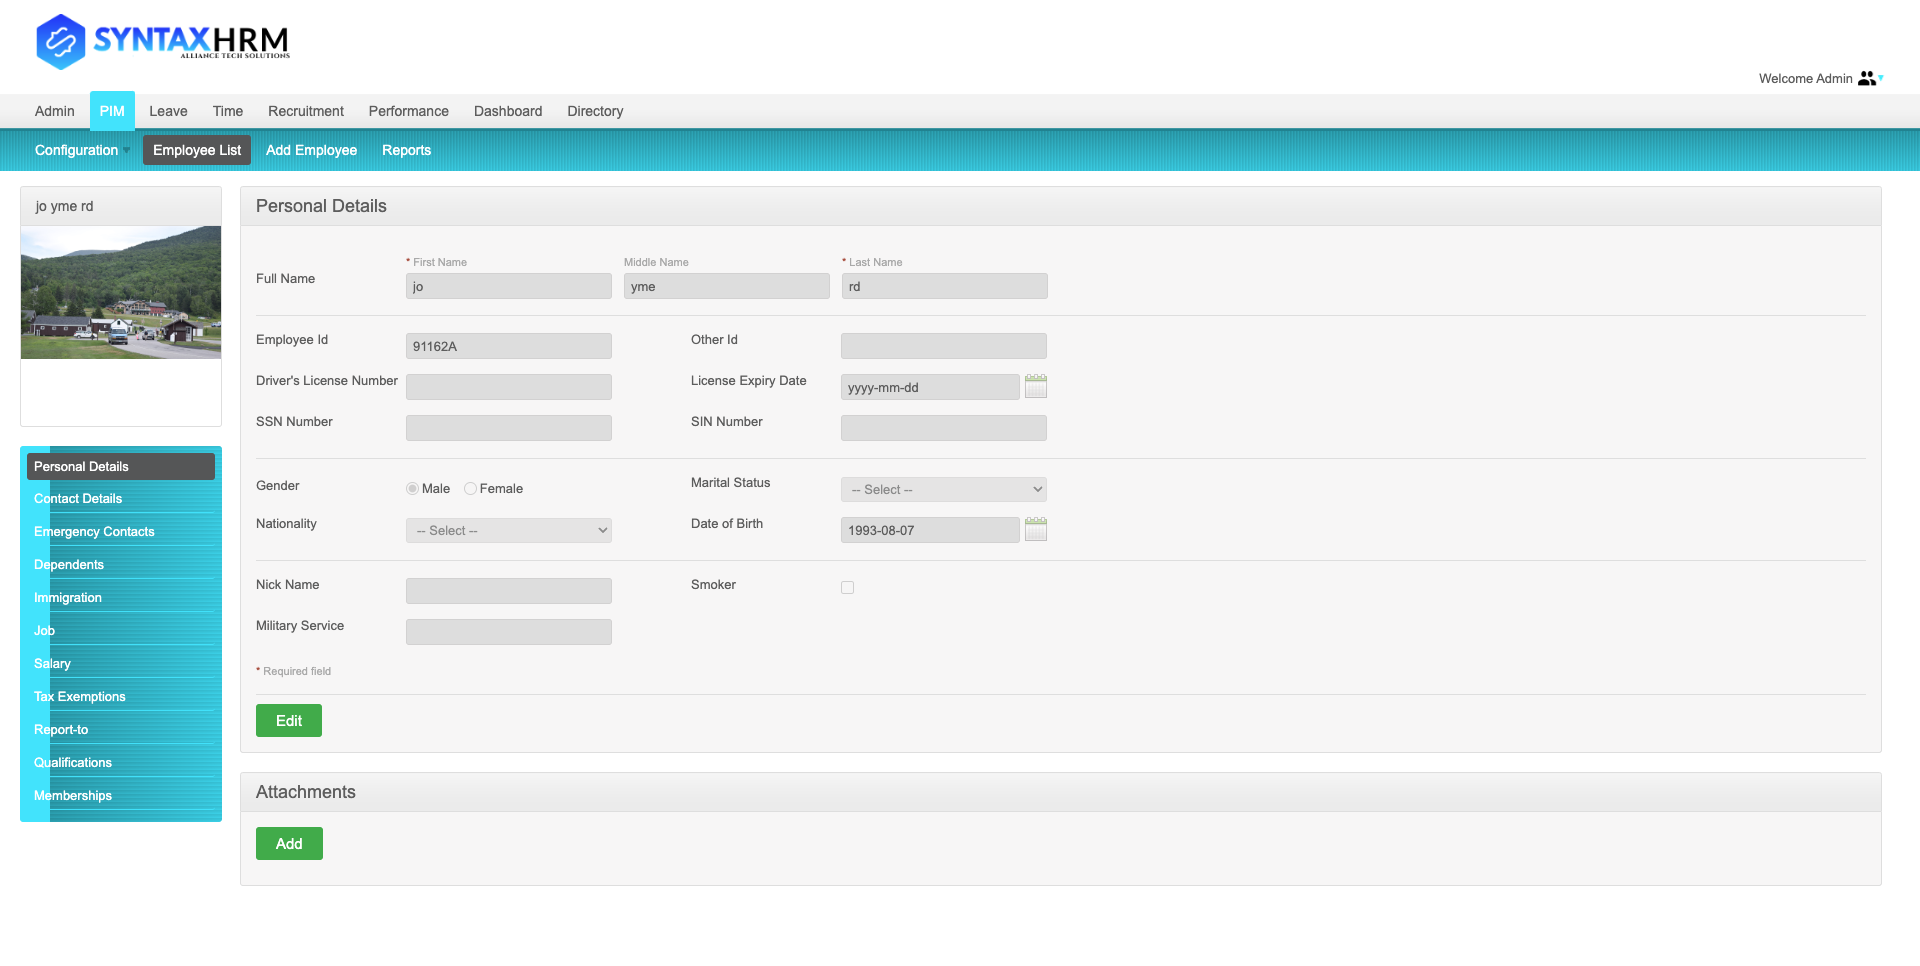 SYNTAXHRM
ALLIANCE TECH SOLUTIONS
Welcome Admin
Admin PIM Leave Time Recruitment Performance Dashboard Directory
Configuration Employee List Add Employee Reports
jo yme rd
Personal Details
Contact Details
Emergency Contacts
Dependents
Immigration
Job
Salary
Tax Exemptions
Report-to
Qualifications
Memberships
Personal Details
* First Name Middle Name * Last Name
Full Name jo yme rd
Employee Id 91162A Other Id
Driver's License Number License Expiry Date yyyy-mm-dd
SSN Number SIN Number
Gender Male Female Marital Status -- Select --
Nationality -- Select -- Date of Birth 1993-08-07
Nick Name Smoker
Military Service
* Required field
Edit
Attachments
Add